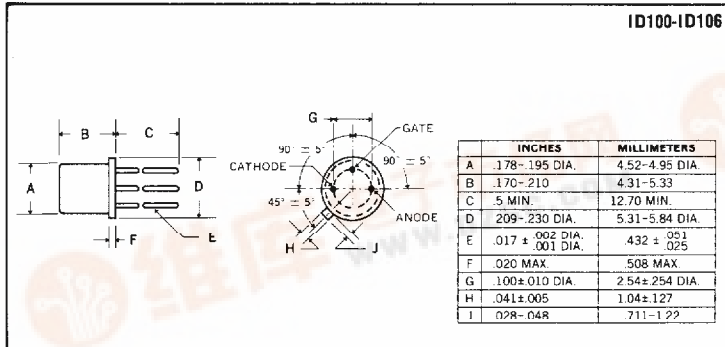 ID100-ID106
B
C
A
D
E
F
G
GATE
90° ± 5°
90° ± 5°
CATHODE
45° ± 5°
ANODE
H
J
INCHES MILLIMETERS
A .178-.195 DIA. 4.52-4.95 DIA.
B .170-.210 4.31-5.33
C .5 MIN. 12.70 MIN.
D .209-.230 DIA. 5.31-5.84 DIA.
E .017 ± .002 DIA. .001 DIA. .432 ± .051 .025
F .020 MAX. .508 MAX.
G .100±.010 DIA. 2.54±.254 DIA.
H .041±.005 1.04±.127
J .028-.048 .711-1.22